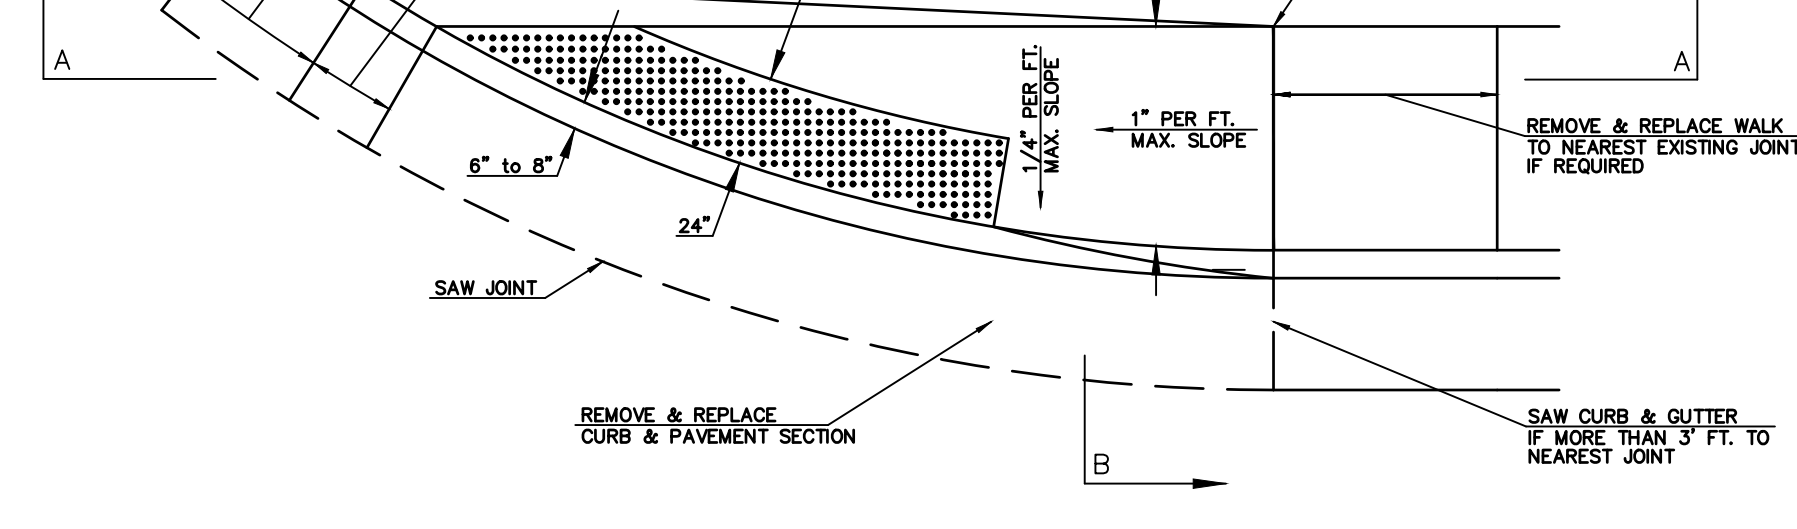 A
A
1/4" PER FT.
MAX. SLOPE
1" PER FT.
MAX. SLOPE
REMOVE & REPLACE WALK
TO NEAREST EXISTING JOINT
IF REQUIRED
6" to 8"
24"
SAW JOINT
REMOVE & REPLACE
CURB & PAVEMENT SECTION
SAW CURB & GUTTER
IF MORE THAN 3' FT. TO
NEAREST JOINT
B